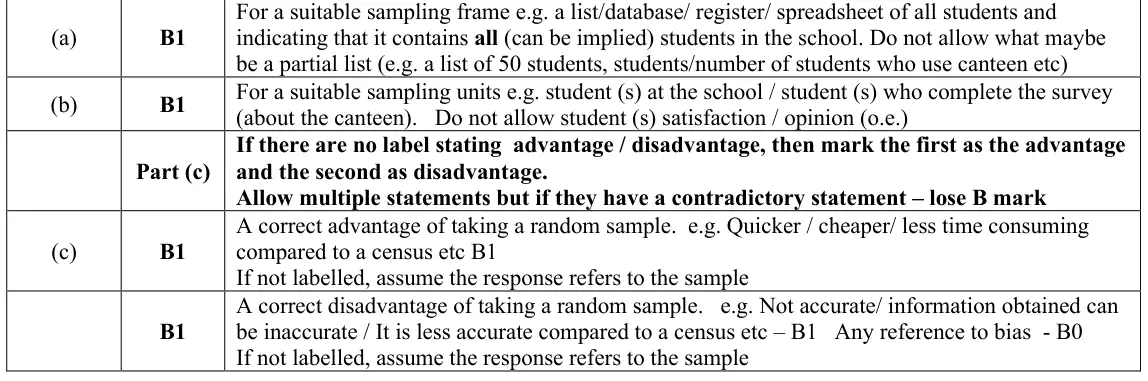 (a) B1 For a suitable sampling frame e.g. a list/database/ register/ spreadsheet of all students and
indicating that it contains all (can be implied) students in the school. Do not allow what maybe
be a partial list (e.g. a list of 50 students, students/number of students who use canteen etc)
(b) B1 For a suitable sampling units e.g. student (s) at the school / student (s) who complete the survey
(about the canteen).   Do not allow student (s) satisfaction / opinion (o.e.)
Part (c) If there are no label stating  advantage / disadvantage, then mark the first as the advantage
and the second as disadvantage.
Allow multiple statements but if they have a contradictory statement – lose B mark
(c) B1 A correct advantage of taking a random sample.  e.g. Quicker / cheaper/ less time consuming
compared to a census etc B1
If not labelled, assume the response refers to the sample
B1 A correct disadvantage of taking a random sample.   e.g. Not accurate/ information obtained can
be inaccurate / It is less accurate compared to a census etc – B1   Any reference to bias  - B0
If not labelled, assume the response refers to the sample